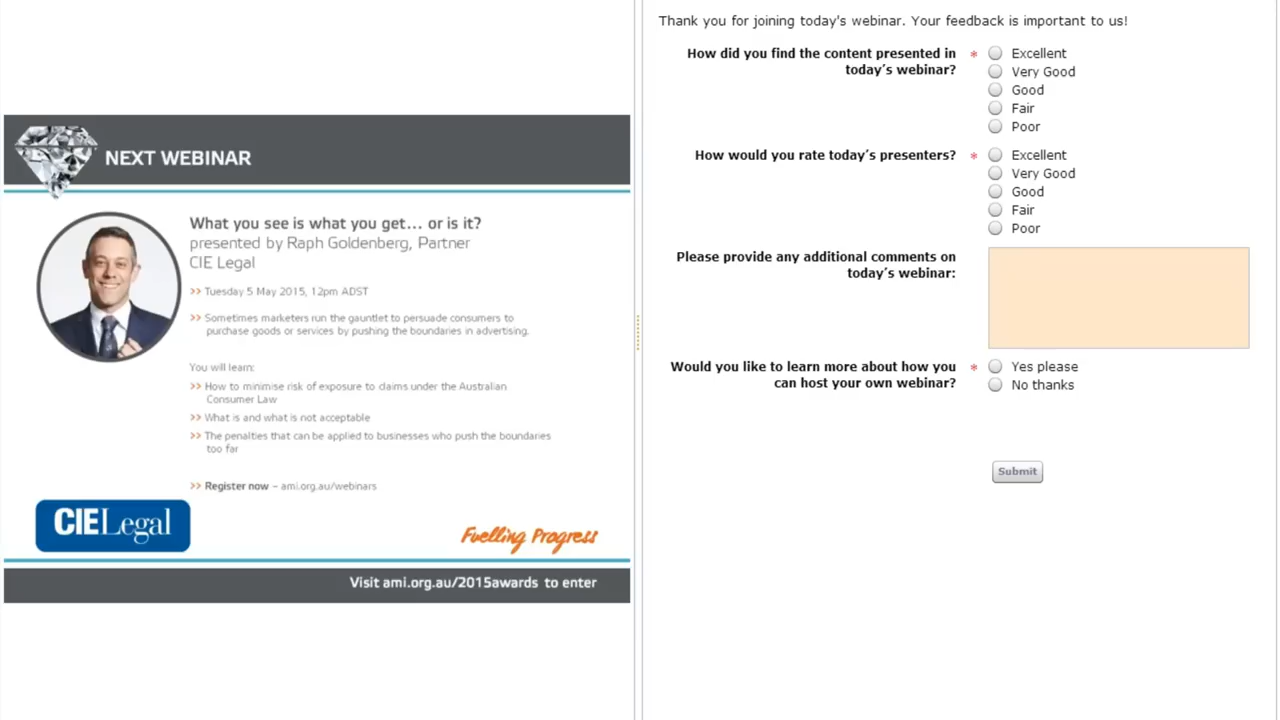 NEXT WEBINAR
What you see is what you get... or is it?
presented by Raph Goldenberg, Partner
CIE Legal
>> Tuesday 5 May 2015, 12pm ADST
>> Sometimes marketers run the gauntlet to persuade consumers to
purchase goods or services by pushing the boundaries in advertising.
You will learn:
>> How to minimise risk of exposure to claims under the Australian
Consumer Law
>> What is and what is not acceptable
>> The penalties that can be applied to businesses who push the boundaries
too far
>> Register now – ami.org.au/webinars
CIE Legal
Fuelling Progress
Visit ami.org.au/2015awards to enter
Thank you for joining today's webinar. Your feedback is important to us!
How did you find the content presented in
today’s webinar?
* Excellent
Very Good
Good
Fair
Poor
How would you rate today’s presenters?
* Excellent
Very Good
Good
Fair
Poor
Please provide any additional comments on
today’s webinar:
Would you like to learn more about how you
can host your own webinar?
* Yes please
No thanks
Submit